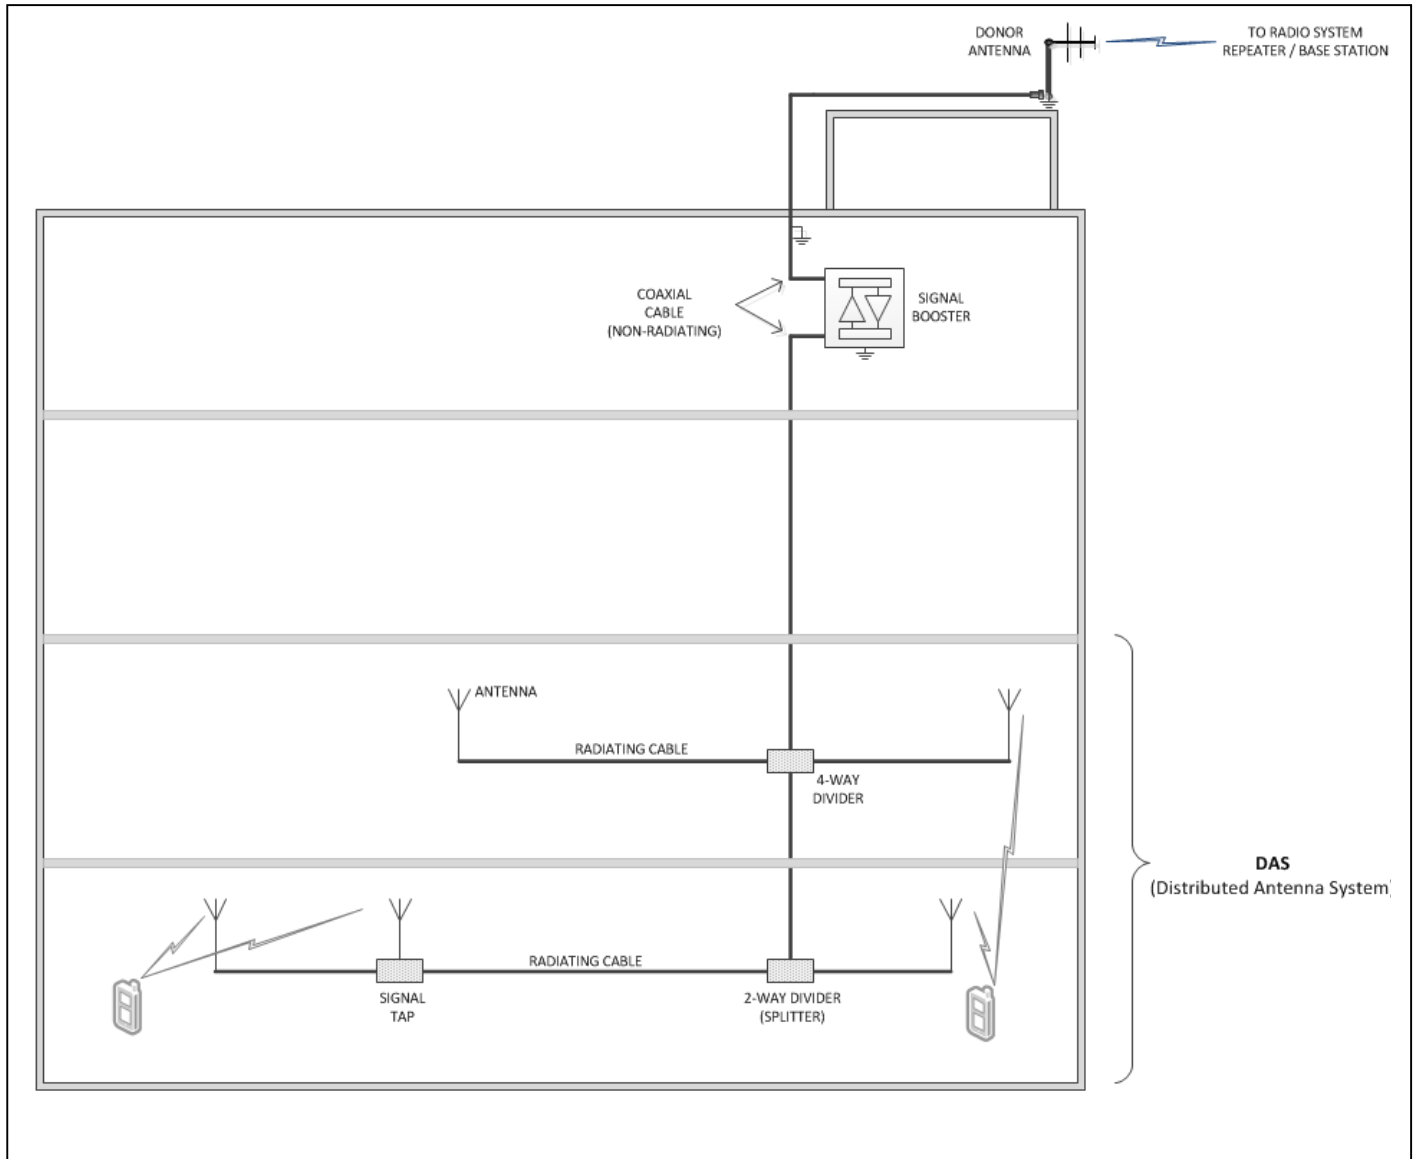 DONOR
ANTENNA
TO RADIO SYSTEM
REPEATER / BASE STATION
COAXIAL
CABLE
(NON-RADIATING)
SIGNAL
BOOSTER
ANTENNA
RADIATING CABLE
4-WAY
DIVIDER
DAS
(Distributed Antenna System)
RADIATING CABLE
SIGNAL
TAP
2-WAY DIVIDER
(SPLITTER)